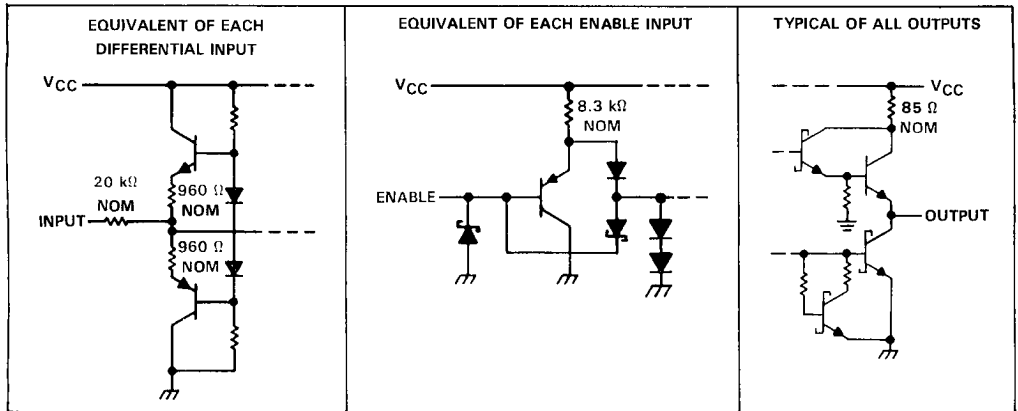 EQUIVALENT OF EACH
DIFFERENTIAL INPUT
VCC
20 kΩ
NOM
960 Ω
NOM
INPUT
960 Ω
NOM
EQUIVALENT OF EACH ENABLE INPUT
VCC
8.3 kΩ
NOM
ENABLE
TYPICAL OF ALL OUTPUTS
VCC
85 Ω
NOM
OUTPUT